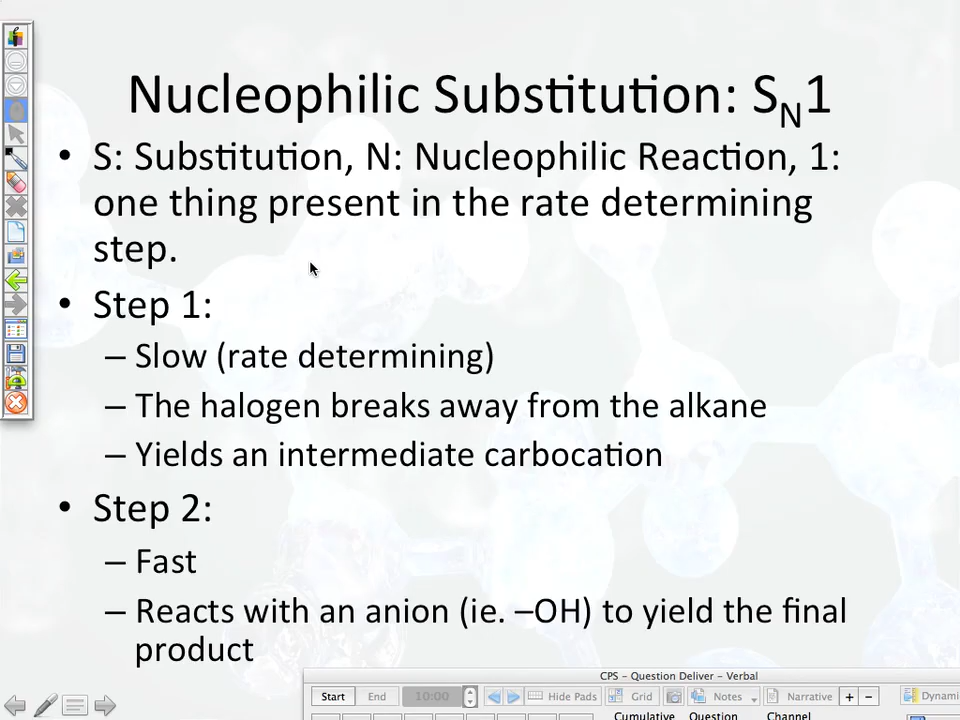 Nucleophilic Substitution: SN1
• S: Substitution, N: Nucleophilic Reaction, 1:
one thing present in the rate determining
step.
• Step 1:
– Slow (rate determining)
– The halogen breaks away from the alkane
– Yields an intermediate carbocation
• Step 2:
– Fast
– Reacts with an anion (ie. –OH) to yield the final
product
CPS - Question Deliver - Verbal
Start End 10:00 Hide Pads Grid Notes Narrative + − Dynami
Cumulative Question Channel